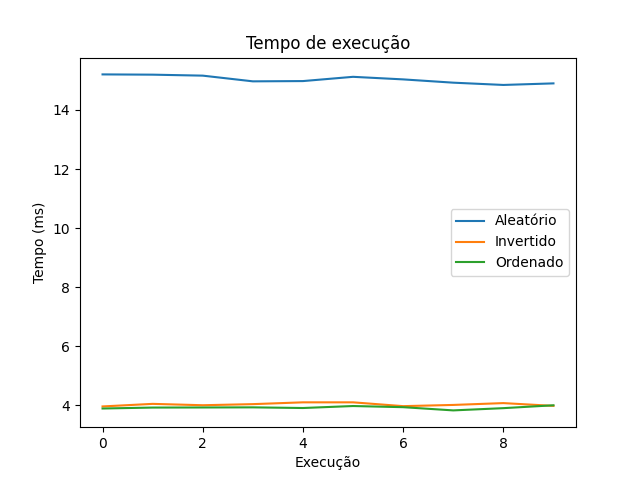 Tempo de execução
Tempo (ms)
14
12
10
8
6
4
Aleatório
Invertido
Ordenado
0 2 4 6 8
Execução